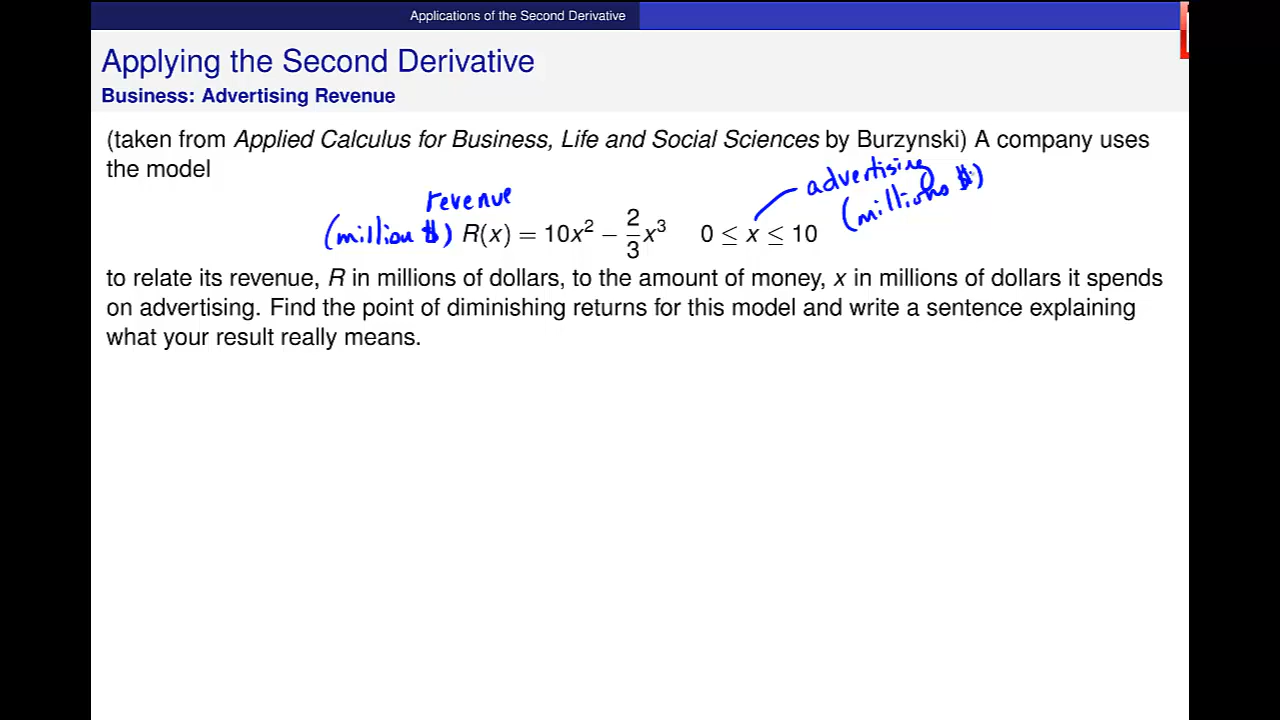 Applications of the Second Derivative
Applying the Second Derivative
Business: Advertising Revenue
(taken from Applied Calculus for Business, Life and Social Sciences by Burzynski) A company uses
the model
revenue
advertising
(millions $)
(million $) R(x) = 10x² − 2/3 x³ 0 ≤ x ≤ 10
to relate its revenue, R in millions of dollars, to the amount of money, x in millions of dollars it spends
on advertising. Find the point of diminishing returns for this model and write a sentence explaining
what your result really means.